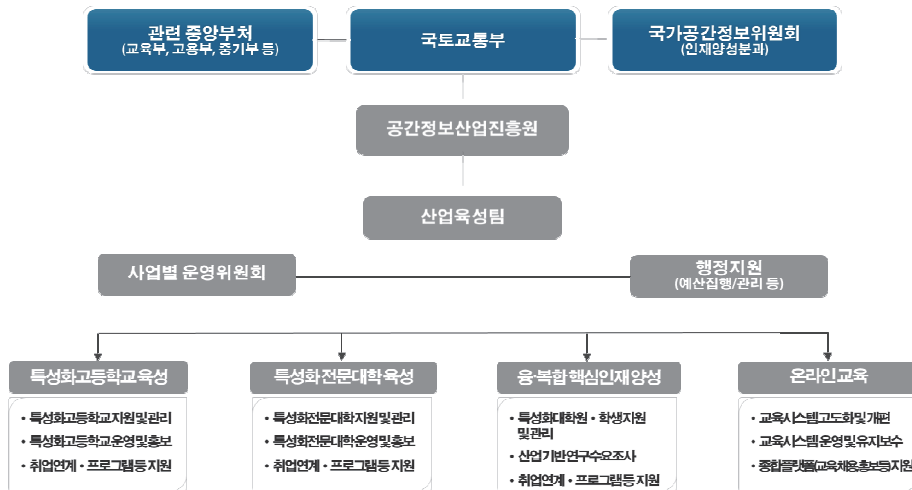 관련 중앙부처
(교육부, 고용부, 중기부 등)
국토교통부
국가공간정보위원회
(인재양성분과)
공간정보산업진흥원
산업육성팀
사업별 운영위원회
행정지원
(예산집행/관리 등)
특성화고등학교 육성
• 특성화고등학교 지원 및 관리
• 특성화고등학교 운영 및 홍보
• 취업연계・프로그램 등 지원
특성화 전문대학 육성
• 특성화전문대학 지원 및 관리
• 특성화전문대학 운영 및 홍보
• 취업연계・프로그램 등 지원
융·복합 핵심인재 양성
• 특성화대학원・학생지원
및 관리
• 산업 기반 연구수요조사
• 취업연계・프로그램 등 지원
온라인 교육
• 교육시스템 고도화 및 개편
• 교육시스템 운영 및 유지보수
• 종합플랫폼(교육,채용,홍보 등) 지원